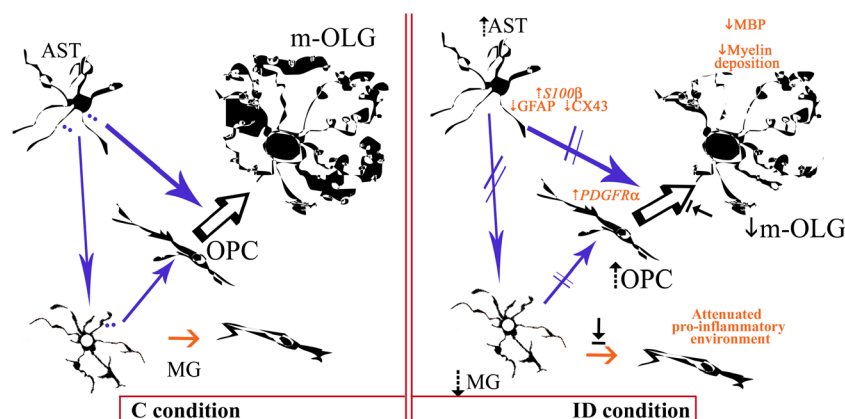 AST
m-OLG
OPC
MG
C condition
↑AST
↑S100β
↓GFAP ↓CX43
↓MBP
↓Myelin
deposition
↑PDGFRα
↓m-OLG
↑OPC
Attenuated
pro-inflammatory
environment
↓MG
ID condition